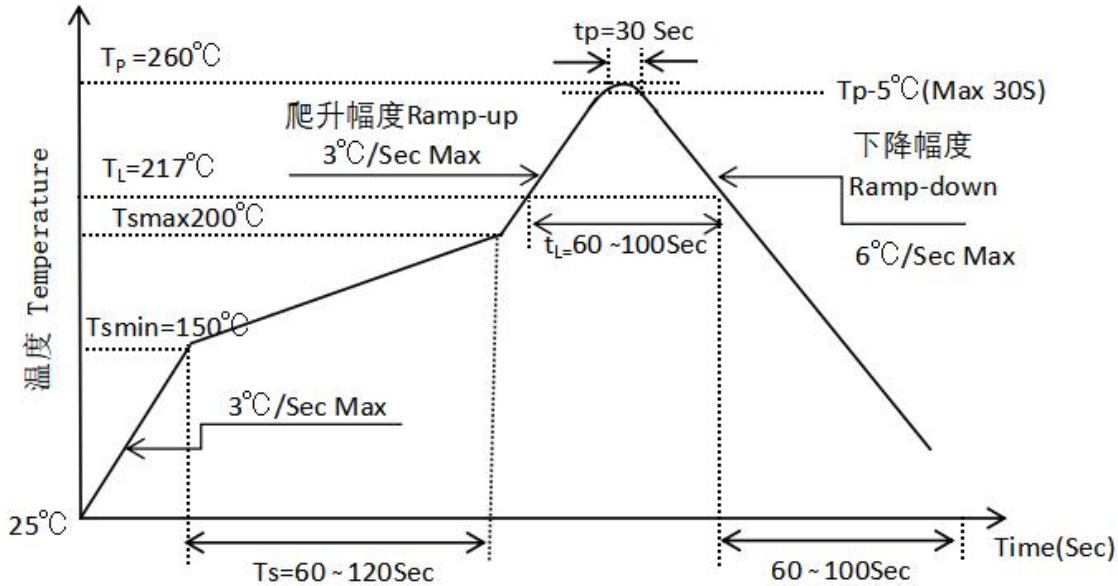 tp=30 Sec
TP =260℃
Tp-5℃(Max 30S)
爬升幅度Ramp-up
3℃/Sec Max
下降幅度
Ramp-down
6℃/Sec Max
TL=217℃
Tsmax200℃
tL=60 ~100Sec
Tsmin=150℃
温度 Temperature
3℃/Sec Max
25℃
Time(Sec)
Ts=60 ~ 120Sec
60 ~ 100Sec